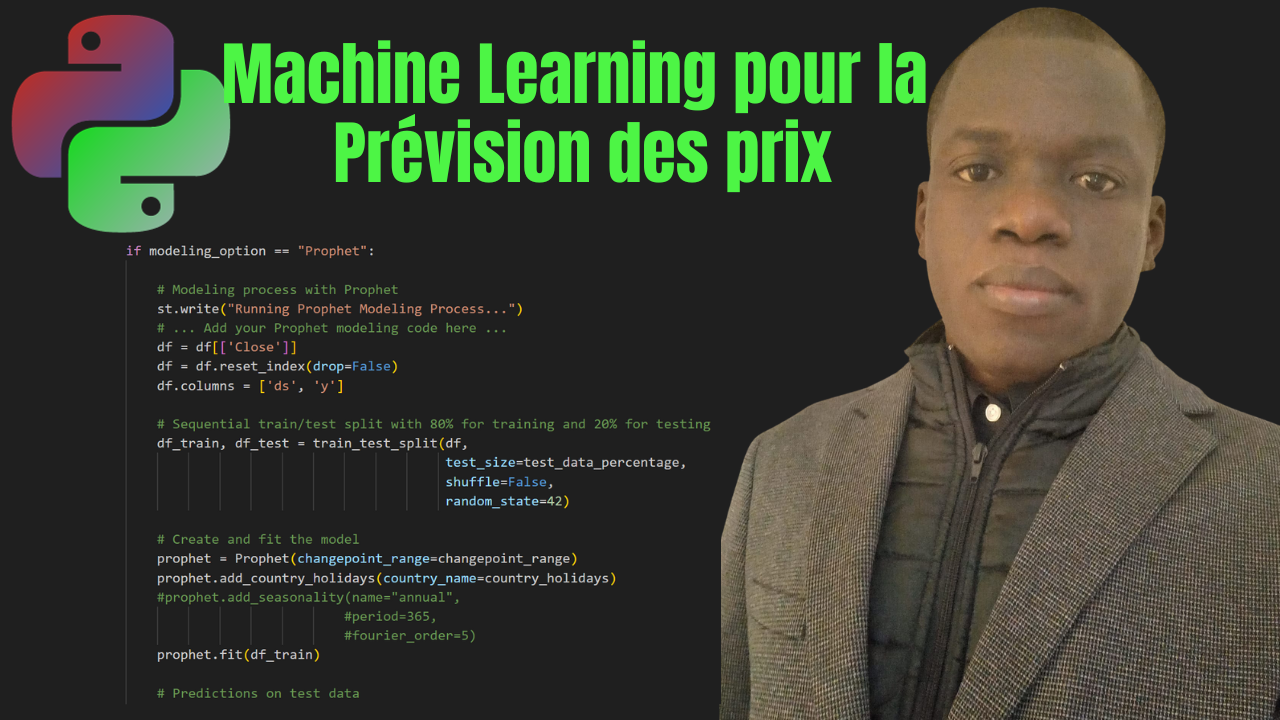 Machine Learning pour la
Prévision des prix
if modeling_option == "Prophet":
# Modeling process with Prophet
st.write("Running Prophet Modeling Process...")
# ... Add your Prophet modeling code here ...
df = df[['Close']]
df = df.reset_index(drop=False)
df.columns = ['ds', 'y']
# Sequential train/test split with 80% for training and 20% for testing
df_train, df_test = train_test_split(df,
test_size=test_data_percentage,
shuffle=False,
random_state=42)
# Create and fit the model
prophet = Prophet(changepoint_range=changepoint_range)
prophet.add_country_holidays(country_name=country_holidays)
#prophet.add_seasonality(name="annual",
#period=365,
#fourier_order=5)
prophet.fit(df_train)
# Predictions on test data